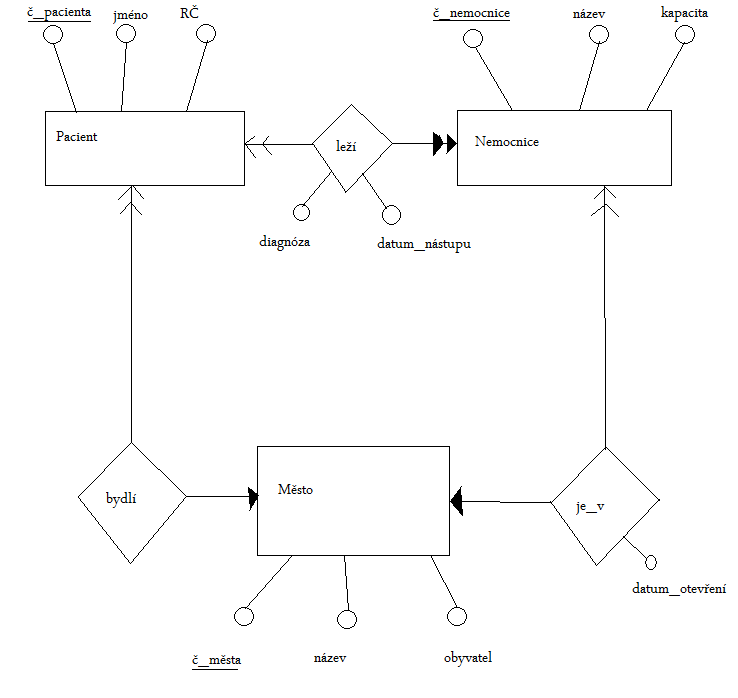 č_pacienta
jméno
RČ
č_nemocnice
název
kapacita
Pacient
leží
Nemocnice
diagnóza
datum_nástupu
bydlí
Město
je_v
datum_otevření
č_města
název
obyvatel